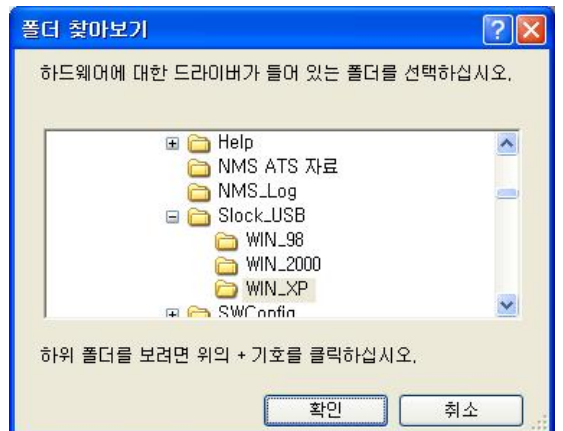 폴더 찾아보기
하드웨어에 대한 드라이버가 들어 있는 폴더를 선택하십시오.
Help
NMS ATS 자료
NMS_Log
Slock_USB
WIN_98
WIN_2000
WIN_XP
SWConfig
하위 폴더를 보려면 위의 + 기호를 클릭하십시오.
확인 취소